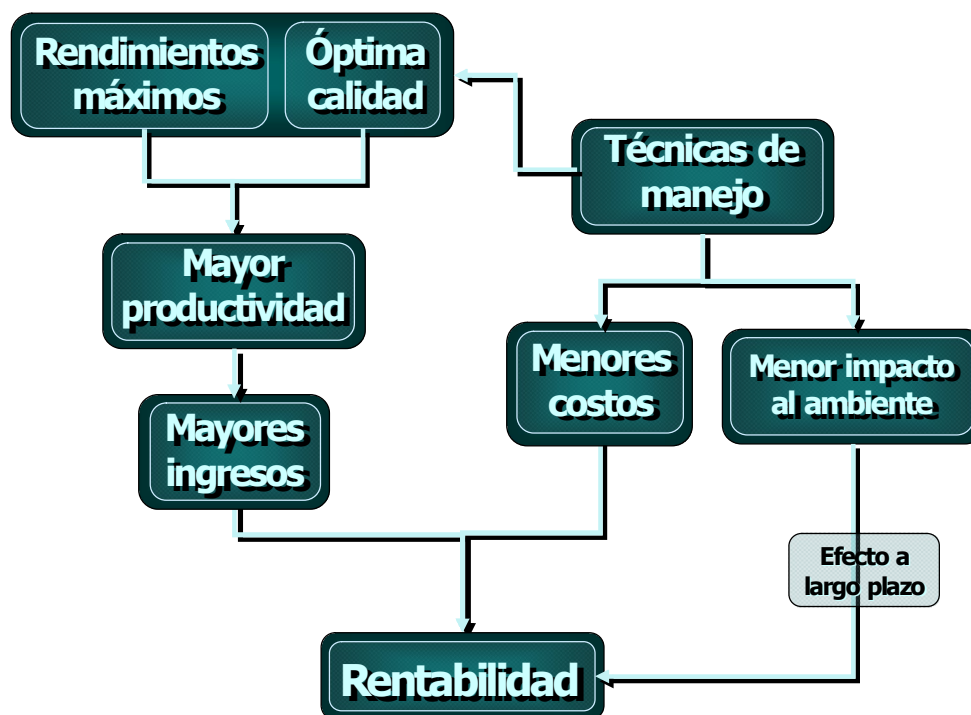 Rendimientos
máximos
Óptima
calidad
Técnicas de
manejo
Mayor
productividad
Menores
costos
Menor impacto
al ambiente
Mayores
ingresos
Efecto a
largo plazo
Rentabilidad